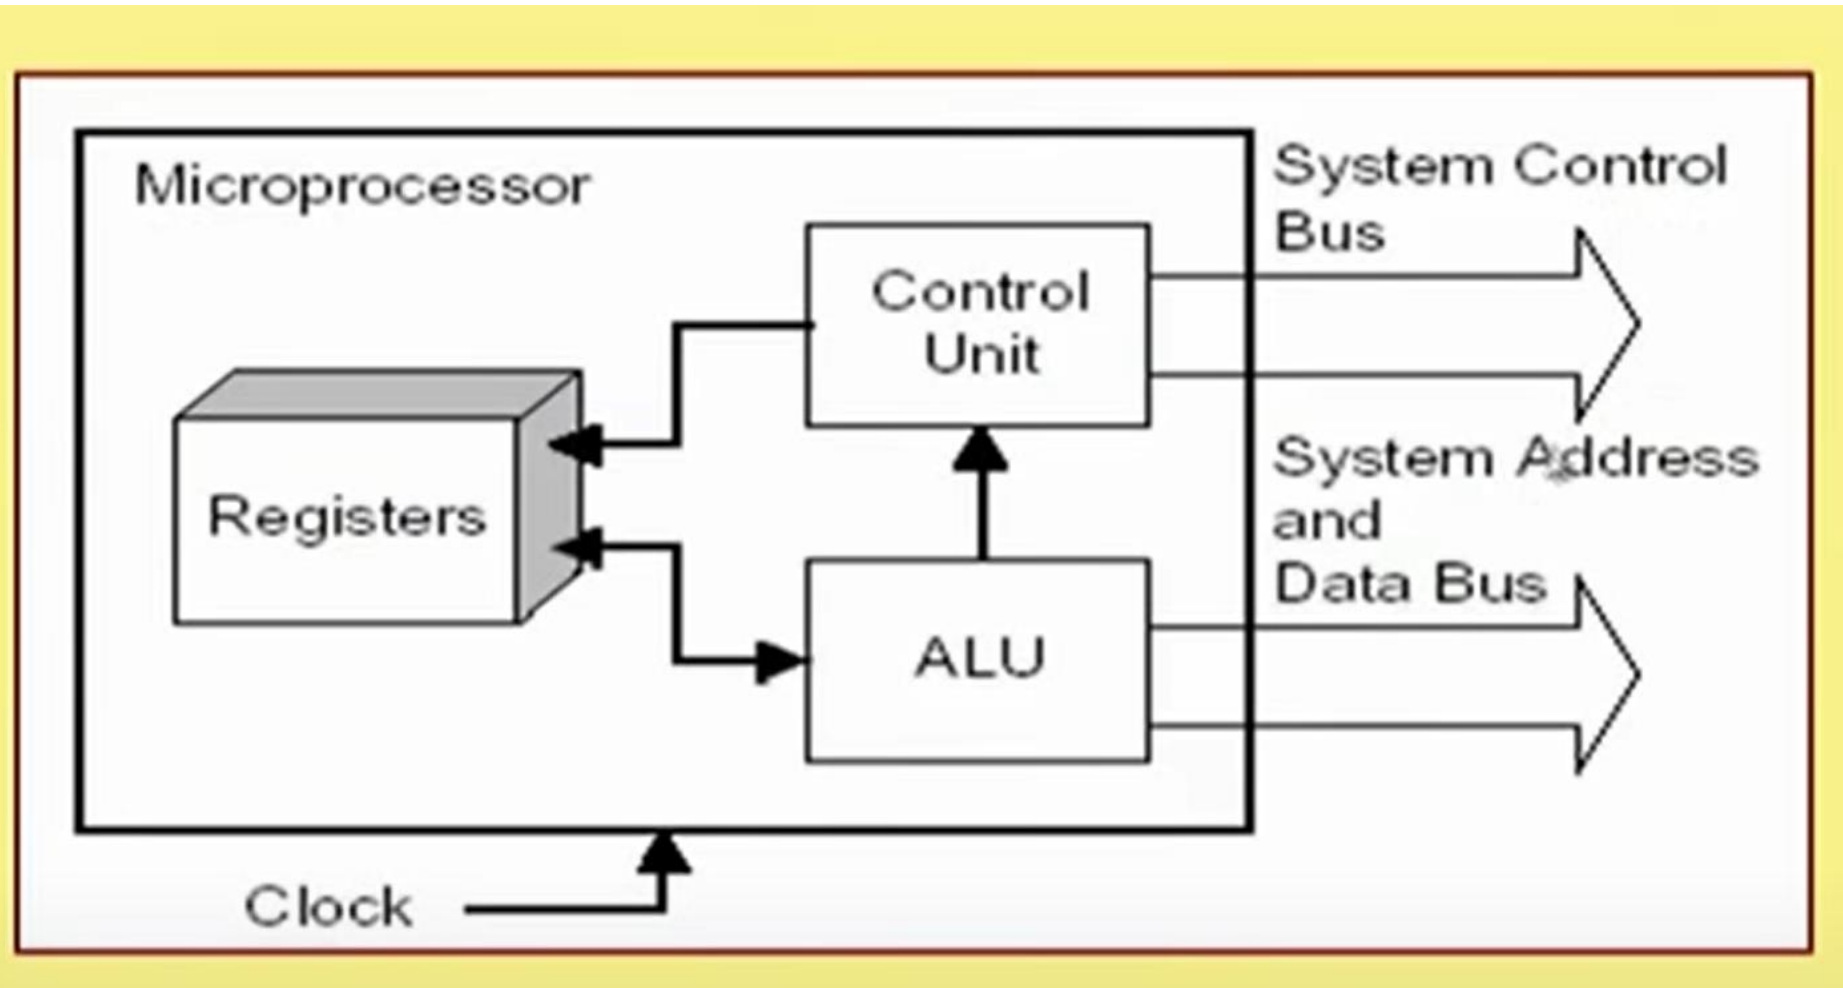 Microprocessor
System Control
Bus
Control
Unit
Registers
System Address
and
Data Bus
ALU
Clock